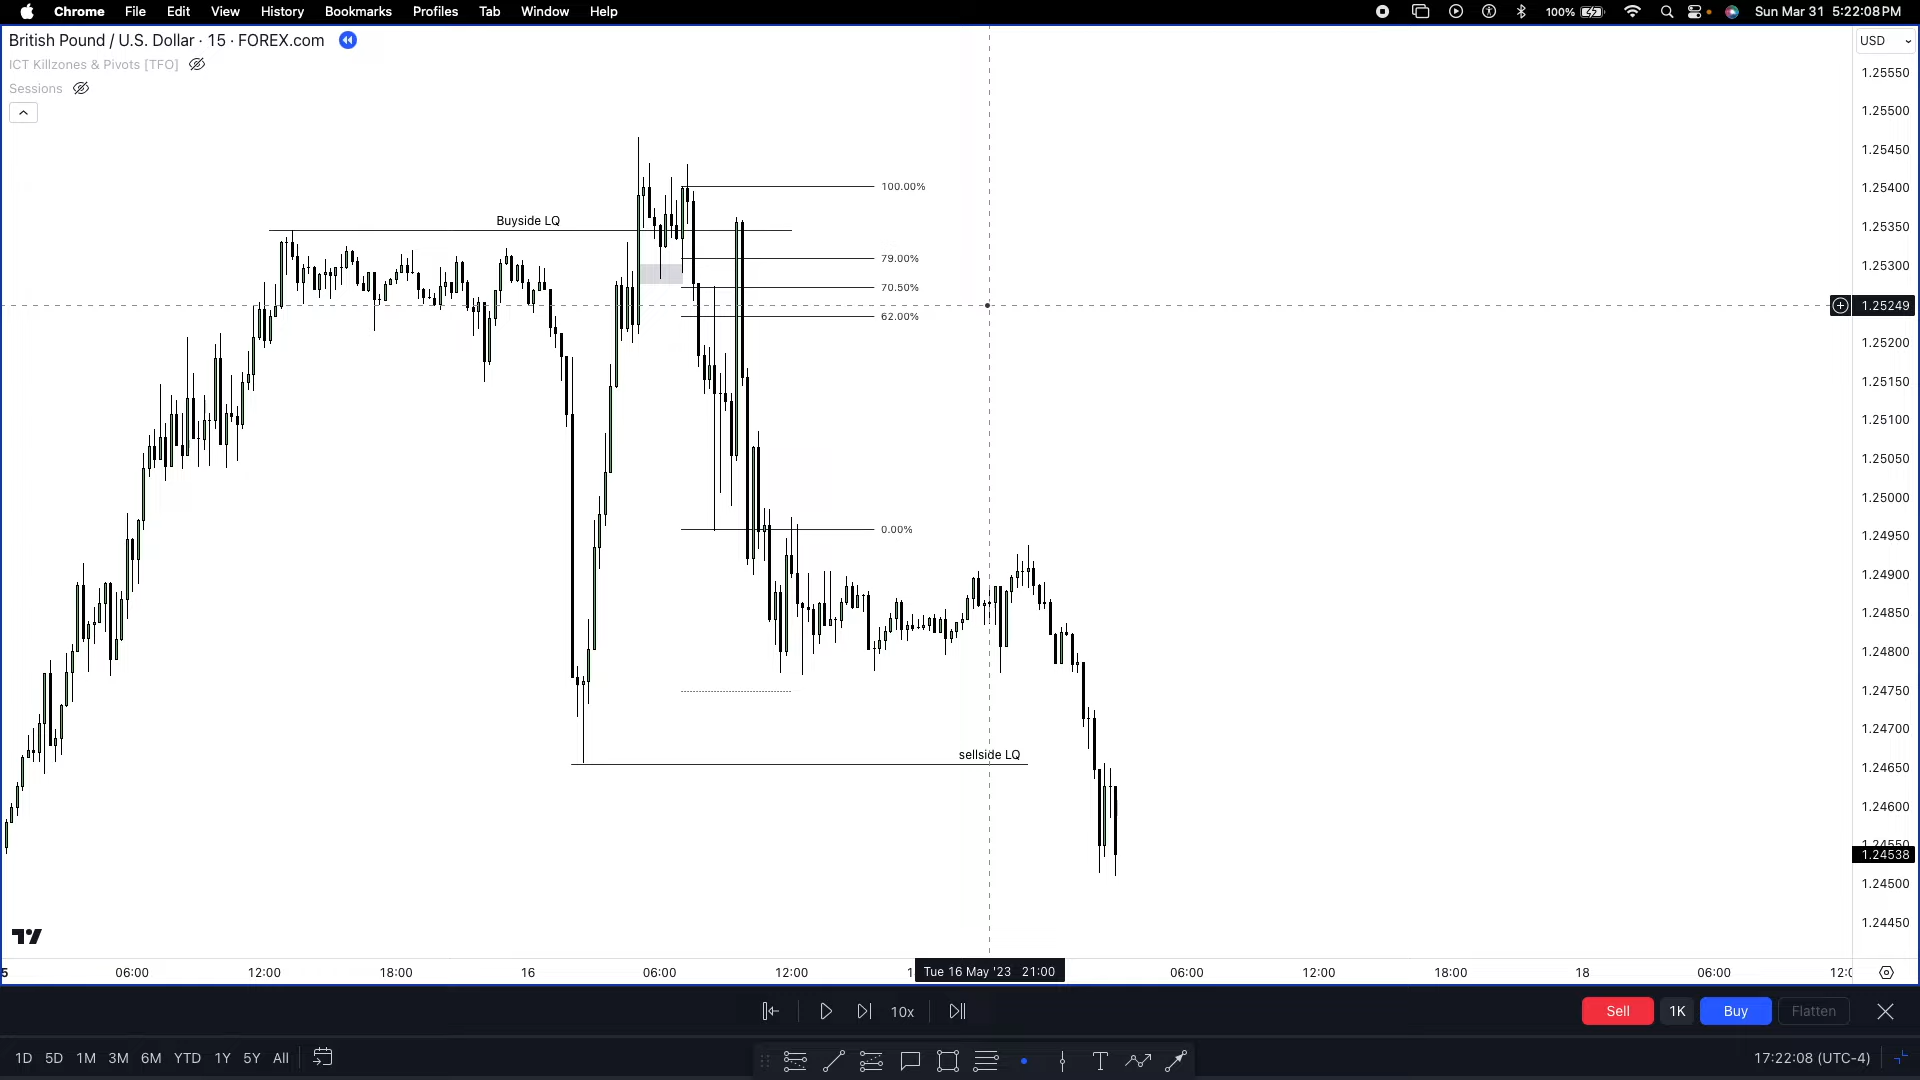 Chrome File Edit View History Bookmarks Profiles Tab Window Help 100% Sun Mar 31 5:22:08 PM
British Pound / U.S. Dollar · 15 · FOREX.com
USD
ICT Killzones & Pivots [TFO]
Sessions
1.25550
1.25500
1.25450
100.00%
1.25400
Buyside LQ
1.25350
79.00%
1.25300
70.50%
1.25249
62.00%
1.25200
1.25150
1.25100
1.25050
1.25000
0.00%
1.24950
1.24900
1.24850
1.24800
1.24750
1.24700
sellside LQ
1.24650
1.24600
1.24550
1.24538
1.24500
1.24450
5 06:00 12:00 18:00 16 06:00 12:00 Tue 16 May '23 21:00 06:00 12:00 18:00 18 06:00
10x Sell 1K Buy Flatten
1D 5D 1M 3M 6M YTD 1Y 5Y All 17:22:08 (UTC-4)